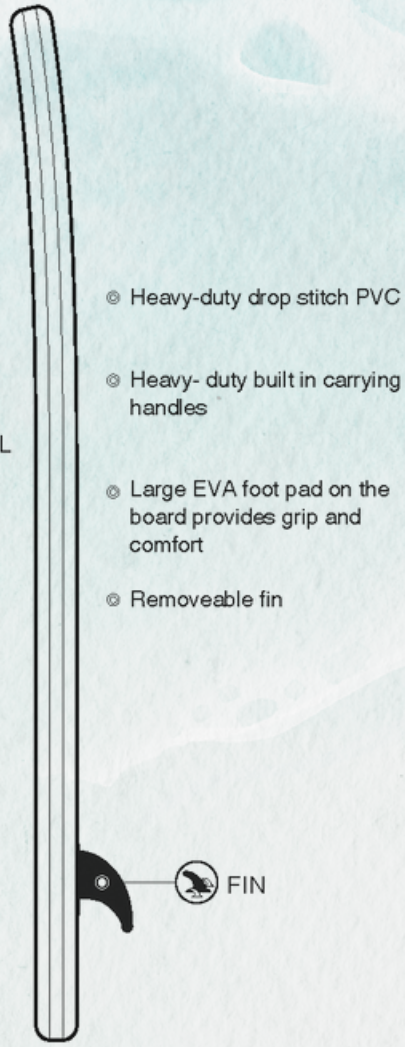 Heavy-duty drop stitch PVC
Heavy- duty built in carrying
handles
L
Large EVA foot pad on the
board provides grip and
comfort
Removeable fin
FIN